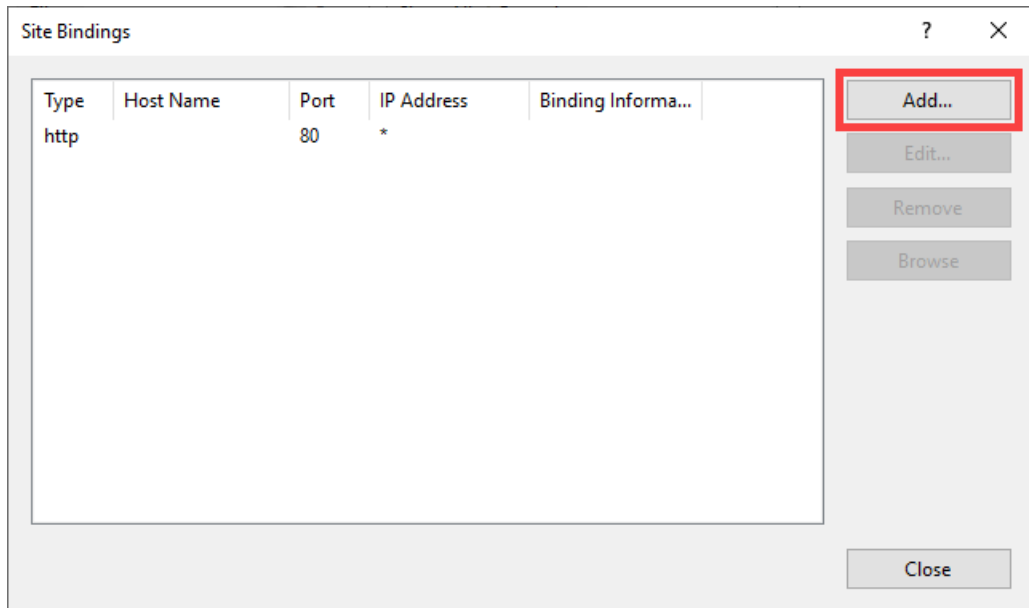 Site Bindings ? ×
Type Host Name Port IP Address Binding Informa...
http 80 *
Add...
Edit...
Remove
Browse
Close